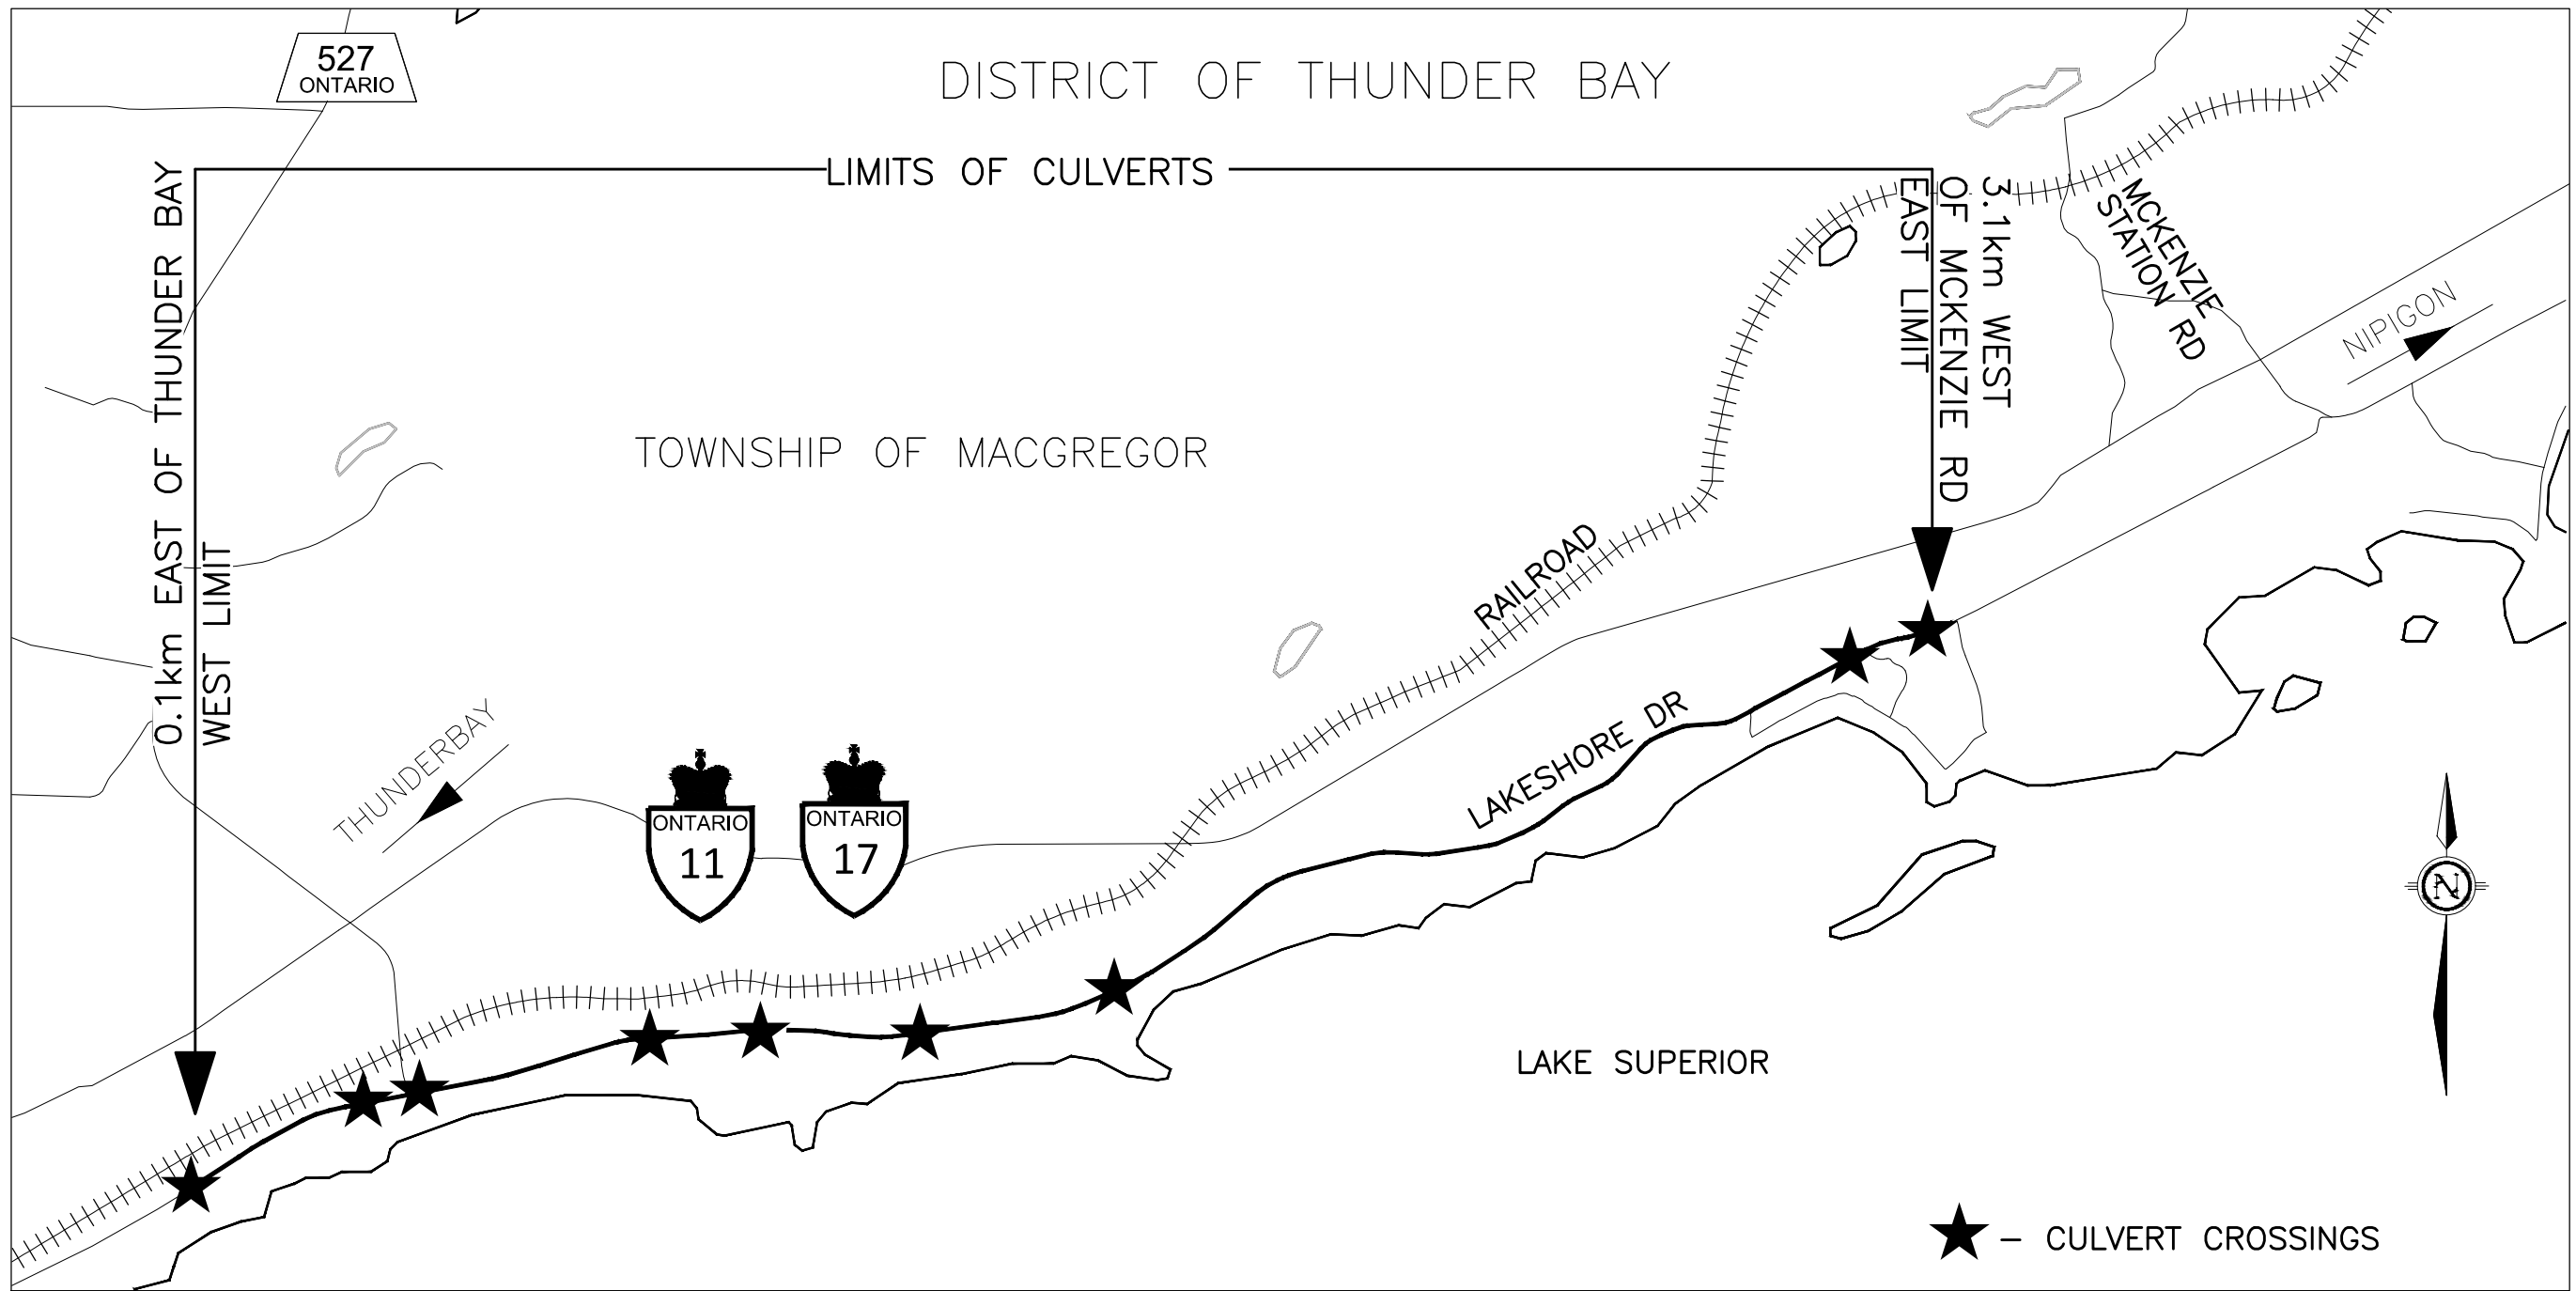 527
ONTARIO
DISTRICT OF THUNDER BAY
LIMITS OF CULVERTS
0.1km EAST OF THUNDER BAY
WEST LIMIT
3.1km WEST
OF MCKENZIE RD
EAST LIMIT
MCKENZIE
STATION RD
NIPIGON
TOWNSHIP OF MACGREGOR
RAILROAD
THUNDERBAY
ONTARIO
11
ONTARIO
17
LAKESHORE DR
N
LAKE SUPERIOR
– CULVERT CROSSINGS